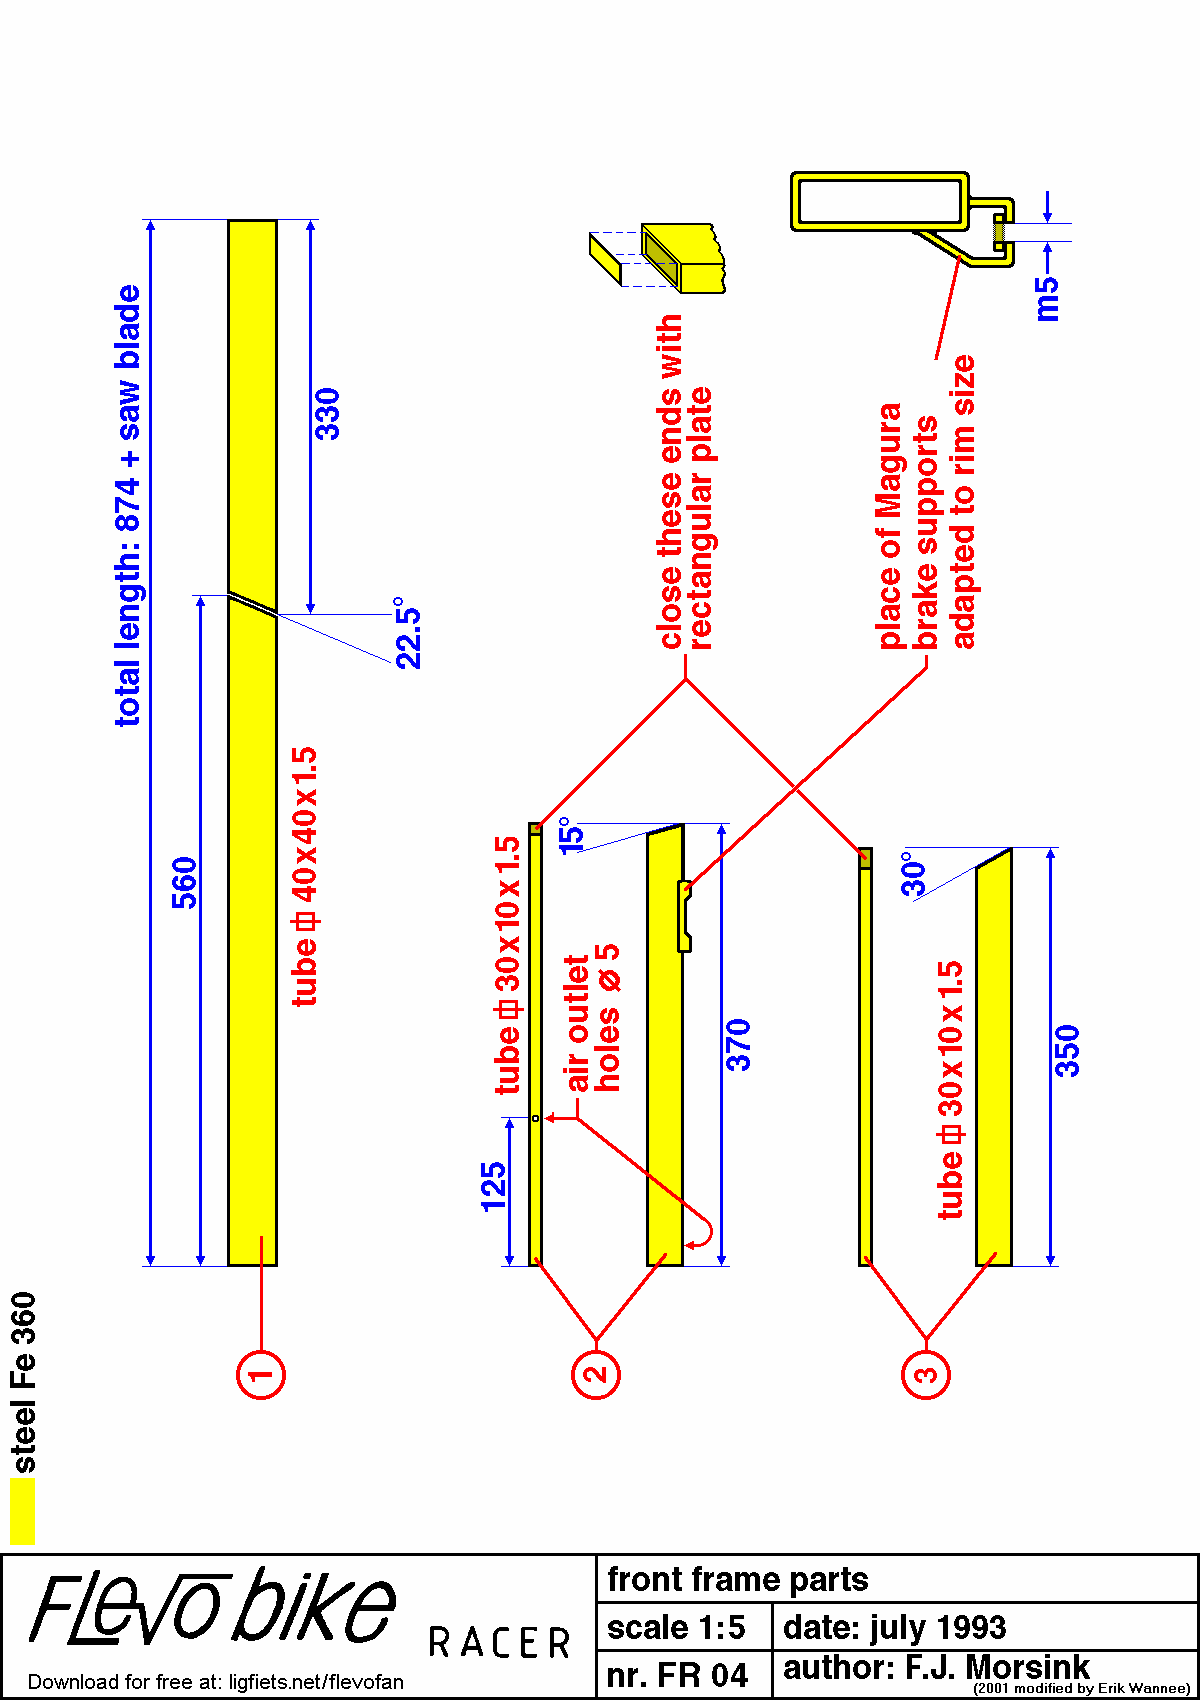 total length: 874 + saw blade
330
560
22.5°
tube ⏀ 40x40x1.5
close these ends with
rectangular plate
place of Magura
brake supports
adapted to rim size
m5
tube ⏀ 30x10x1.5
15°
air outlet
holes ø 5
125
370
30°
tube ⏀ 30x10x1.5
350
1
2
3
steel Fe 360
Flevobike
RACER
Download for free at: ligfiets.net/flevofan
front frame parts
scale 1:5
date: july 1993
nr. FR 04
author: F.J. Morsink
(2001 modified by Erik Wannee)